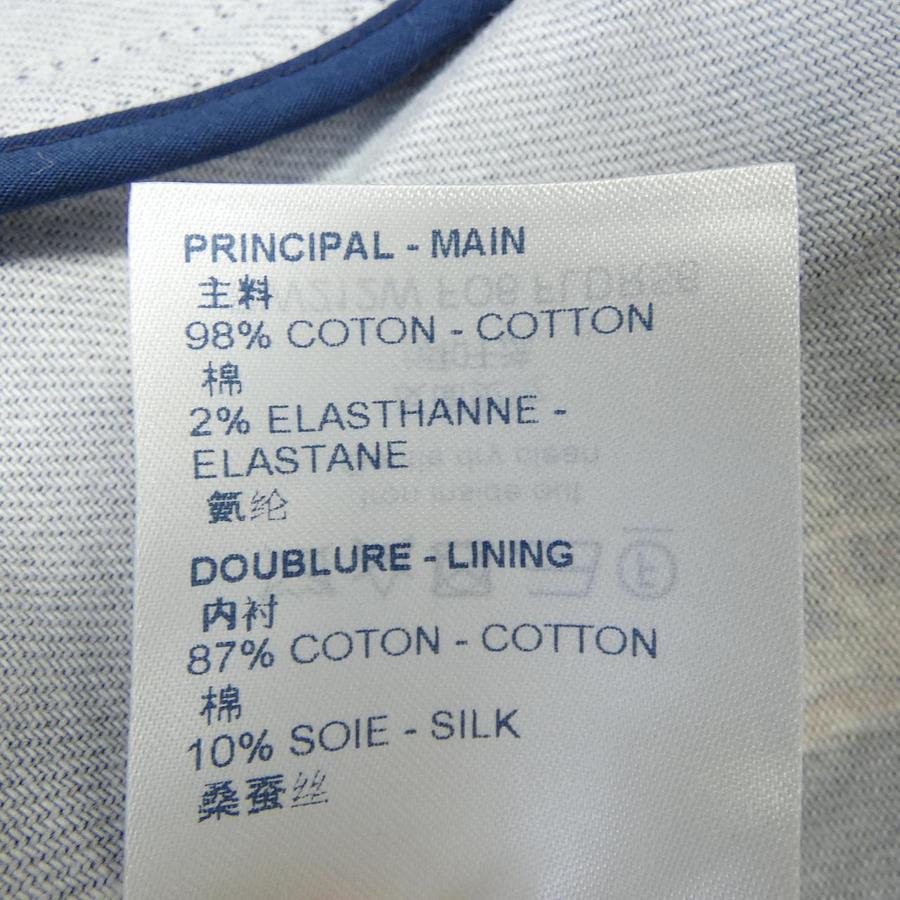 PRINCIPAL - MAIN
主料
98% COTON - COTTON
棉
2% ELASTHANNE -
ELASTANE
氨纶
DOUBLURE - LINING
内衬
87% COTON - COTTON
棉
10% SOIE - SILK
桑蚕丝